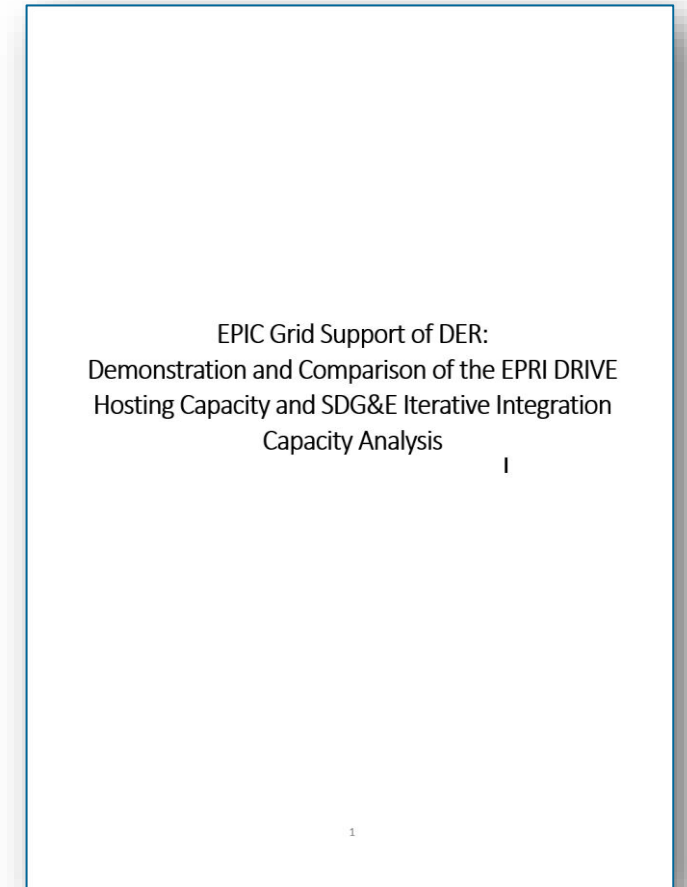 EPIC Grid Support of DER:
Demonstration and Comparison of the EPRI DRIVE
Hosting Capacity and SDG&E Iterative Integration
Capacity Analysis
1